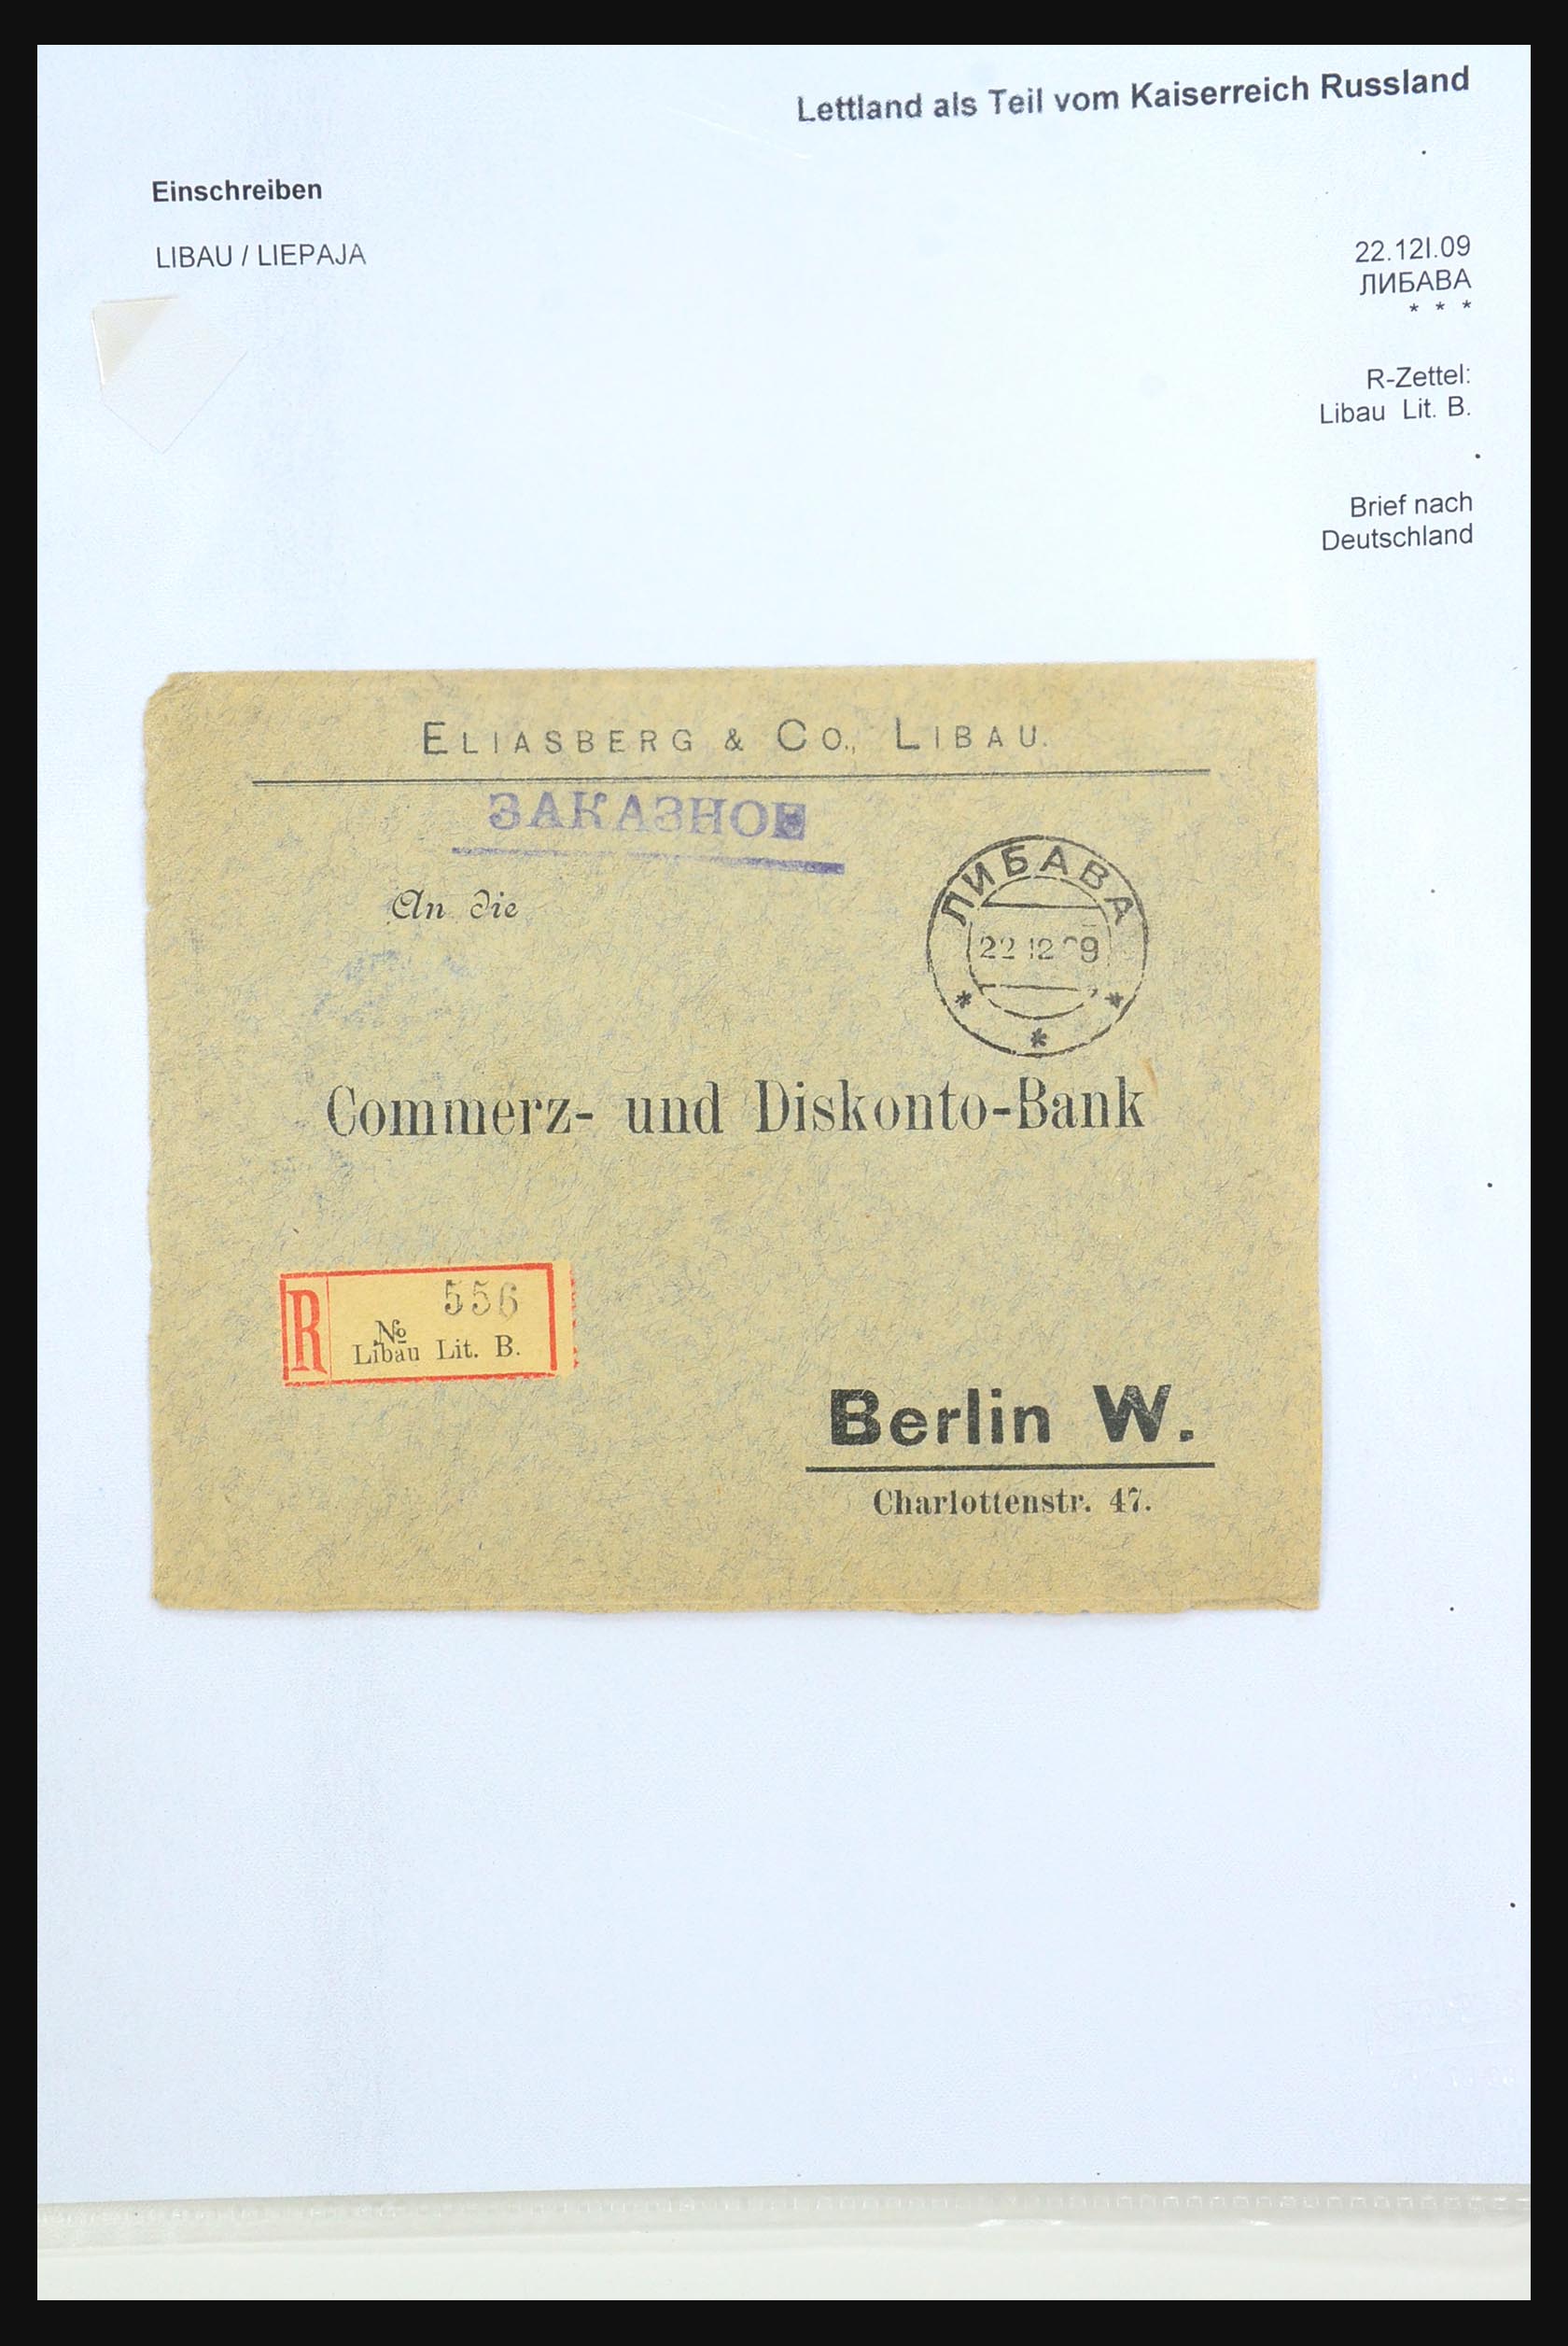 Lettland als Teil vom Kaiserreich Russland
Einschreiben
LIBAU / LIEPAJA
22.12I.09
ЛИБАВА
* * *
R-Zettel:
Libau Lit. B.
Brief nach
Deutschland
ELIASBERG & CO., LIBAU.
ЗАКАЗНОЕ
An die
ЛИБАВА
22 12 09
* * *
Commerz- und Diskonto-Bank
R
556
№
Libau Lit. B.
Berlin W.
Charlottenstr. 47.